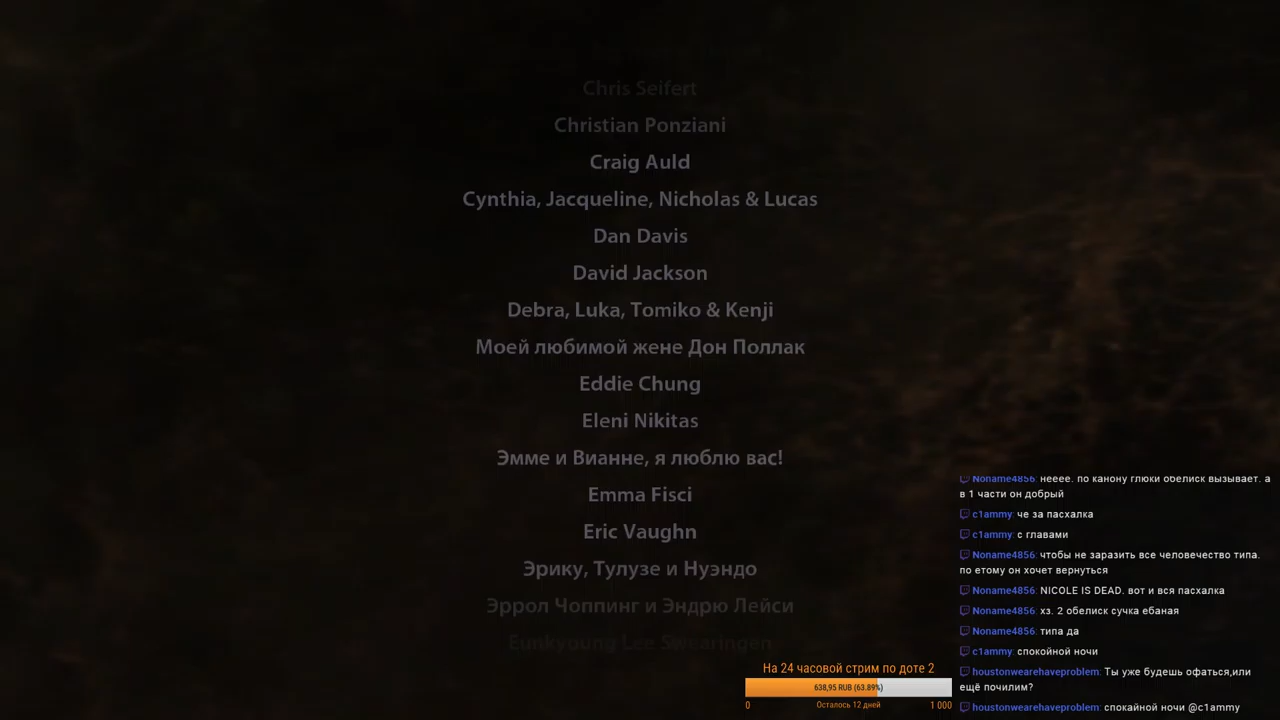 Chris Seifert
Christian Ponziani
Craig Auld
Cynthia, Jacqueline, Nicholas & Lucas
Dan Davis
David Jackson
Debra, Luka, Tomiko & Kenji
Моей любимой жене Дон Поллак
Eddie Chung
Eleni Nikitas
Эмме и Вианне, я люблю вас!
Emma Fisci
Eric Vaughn
Эрику, Тулузе и Нуэндо
Эррол Чоппинг и Эндрю Лейси
Eunkyoung Lee Swearingen
Noname4856: нееее. по канону глюки обелиск вызывает. а
в 1 части он добрый
c1ammy: че за пасхалка
c1ammy: с главами
Noname4856: чтобы не заразить все человечество типа.
по етому он хочет вернуться
Noname4856: NICOLE IS DEAD. вот и вся пасхалка
Noname4856: хз. 2 обелиск сучка ебаная
Noname4856: типа да
c1ammy: спокойной ночи
houstonwearehaveproblem: Ты уже будешь офаться,или
ещё почилим?
houstonwearehaveproblem: спокайной ночи @c1ammy
На 24 часовой стрим по доте 2
638,95 RUB (63.89%)
0 Осталось 12 дней 1 000